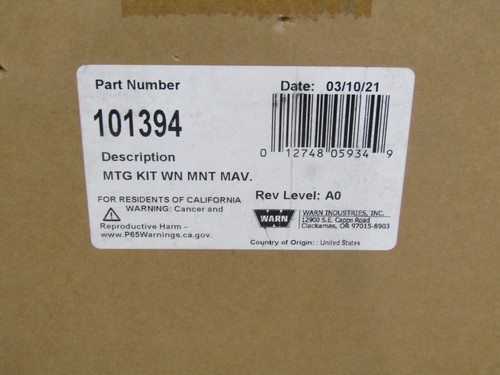 Part Number
Date: 03/10/21
101394
0 12748 05934 9
Description
MTG KIT WN MNT MAV.
FOR RESIDENTS OF CALIFORNIA
WARNING: Cancer and
Reproductive Harm –
www.P65Warnings.ca.gov.
Rev Level: A0
WARN
WARN INDUSTRIES, INC.
12900 S.E. Capps Road
Clackamas, OR 97015-8903
Country of Origin: : United States